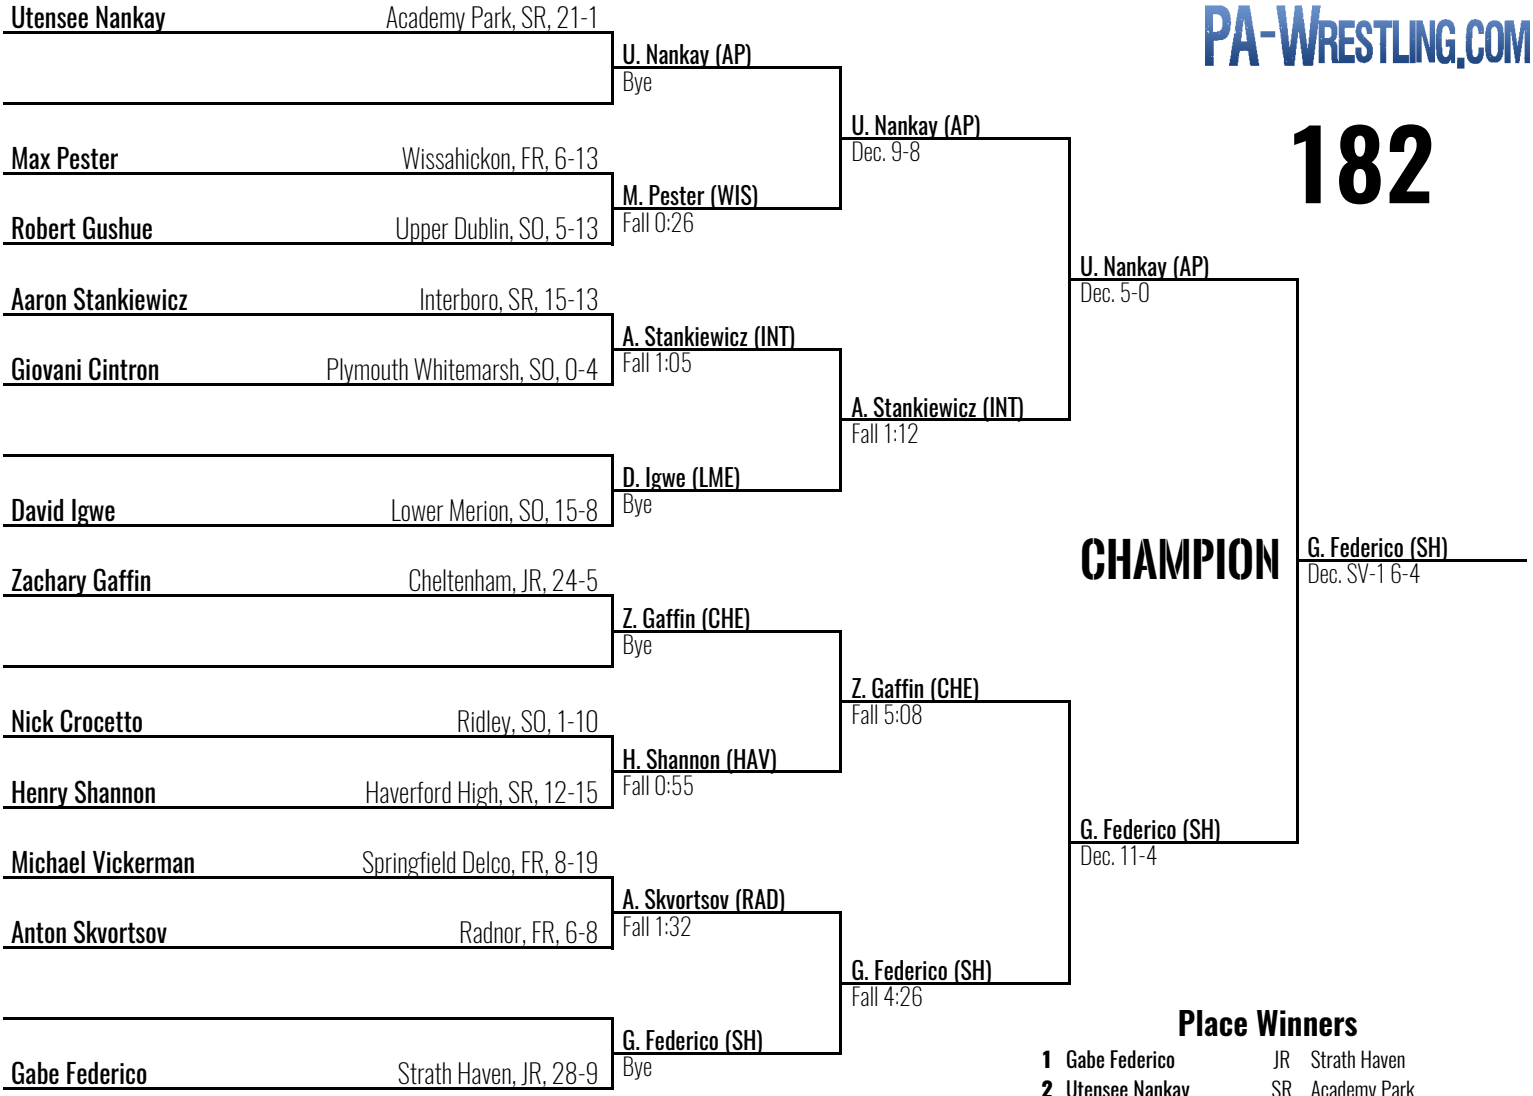 Utensee Nankay Academy Park, SR, 21-1
U. Nankay (AP)
Bye
Max Pester Wissahickon, FR, 6-13
M. Pester (WIS)
Fall 0:26
Robert Gushue Upper Dublin, SO, 5-13
U. Nankay (AP)
Dec. 9-8
Aaron Stankiewicz Interboro, SR, 15-13
A. Stankiewicz (INT)
Fall 1:05
Giovani Cintron Plymouth Whitemarsh, SO, 0-4
A. Stankiewicz (INT)
Fall 1:12
D. Igwe (LME)
Bye
David Igwe Lower Merion, SO, 15-8
U. Nankay (AP)
Dec. 5-0
Zachary Gaffin Cheltenham, JR, 24-5
Z. Gaffin (CHE)
Bye
Z. Gaffin (CHE)
Fall 5:08
Nick Crocetto Ridley, SO, 1-10
H. Shannon (HAV)
Fall 0:55
Henry Shannon Haverford High, SR, 12-15
G. Federico (SH)
Dec. 11-4
Michael Vickerman Springfield Delco, FR, 8-19
A. Skvortsov (RAD)
Fall 1:32
Anton Skvortsov Radnor, FR, 6-8
G. Federico (SH)
Fall 4:26
G. Federico (SH)
Bye
Gabe Federico Strath Haven, JR, 28-9
PA-WRESTLING.COM
182
CHAMPION
G. Federico (SH)
Dec. SV-1 6-4
Place Winners
1 Gabe Federico JR Strath Haven
2 Utensee Nankay SR Academy Park